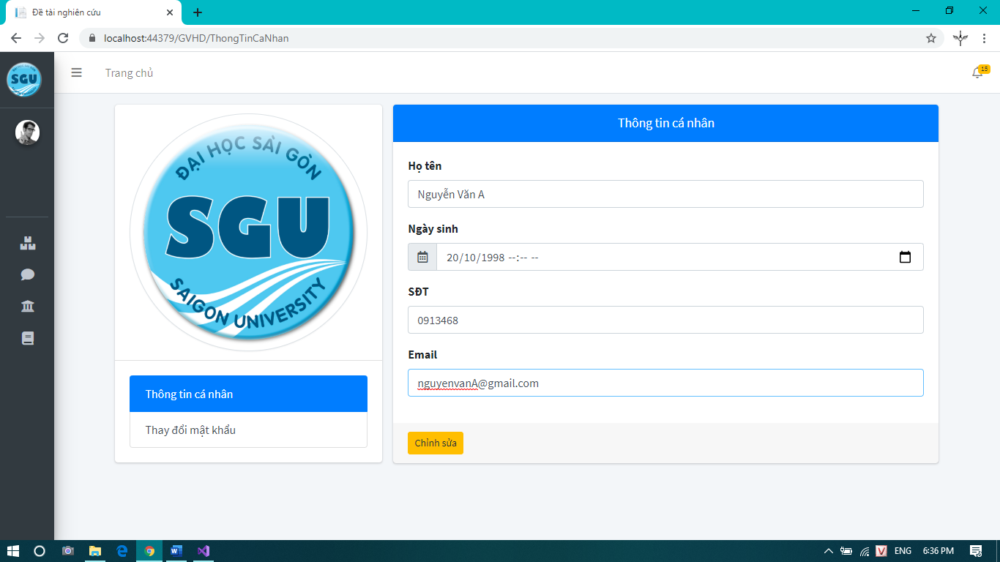 Đề tài nghiên cứu
localhost:44379/GVHD/ThongTinCaNhan
SGU
Trang chủ
15
ĐẠI HỌC SÀI GÒN
SGU
SAIGON UNIVERSITY
Thông tin cá nhân
Thay đổi mật khẩu
Thông tin cá nhân
Họ tên
Nguyễn Văn A
Ngày sinh
20/10/1998 --:-- --
SĐT
0913468
Email
nguyenvanA@gmail.com
Chỉnh sửa
ENG
6:36 PM